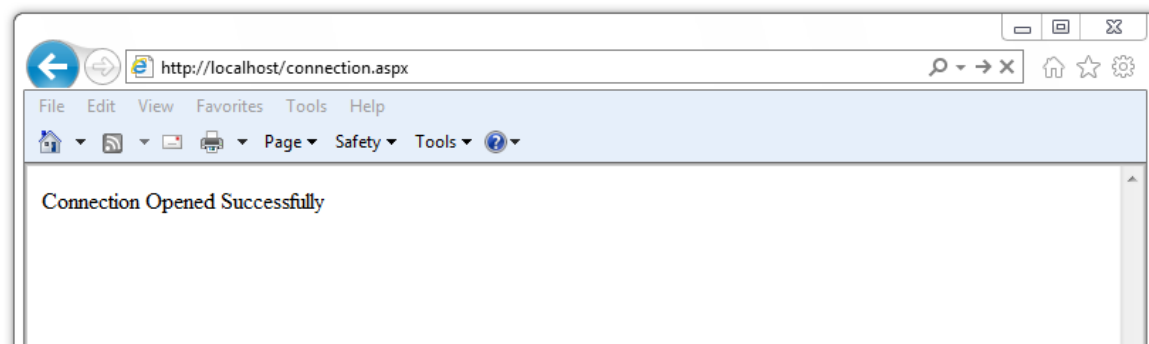 http://localhost/connection.aspx
File Edit View Favorites Tools Help
Page Safety Tools
Connection Opened Successfully